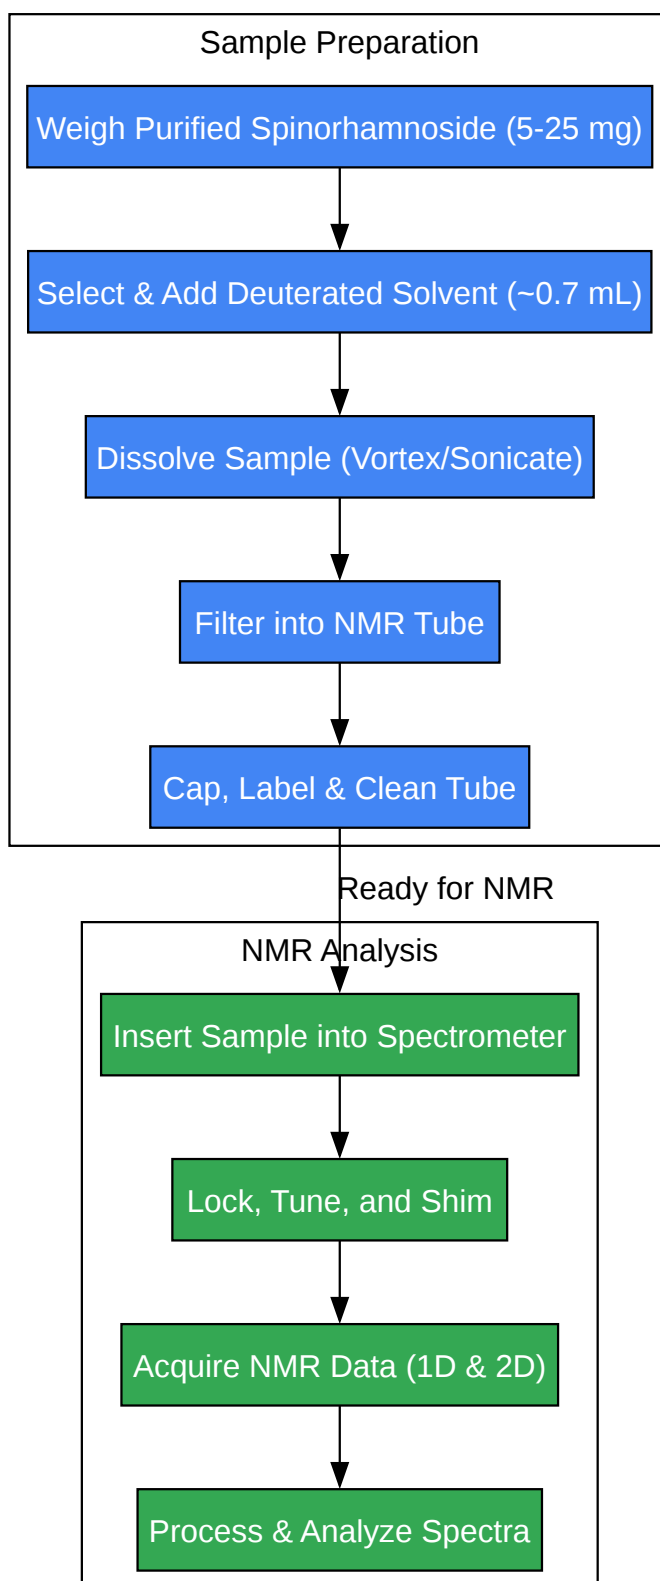 Sample Preparation
Weigh Purified Spinorhamnoside (5-25 mg)
Select & Add Deuterated Solvent (~0.7 mL)
Dissolve Sample (Vortex/Sonicate)
Filter into NMR Tube
Cap, Label & Clean Tube
Ready for NMR
NMR Analysis
Insert Sample into Spectrometer
Lock, Tune, and Shim
Acquire NMR Data (1D & 2D)
Process & Analyze Spectra